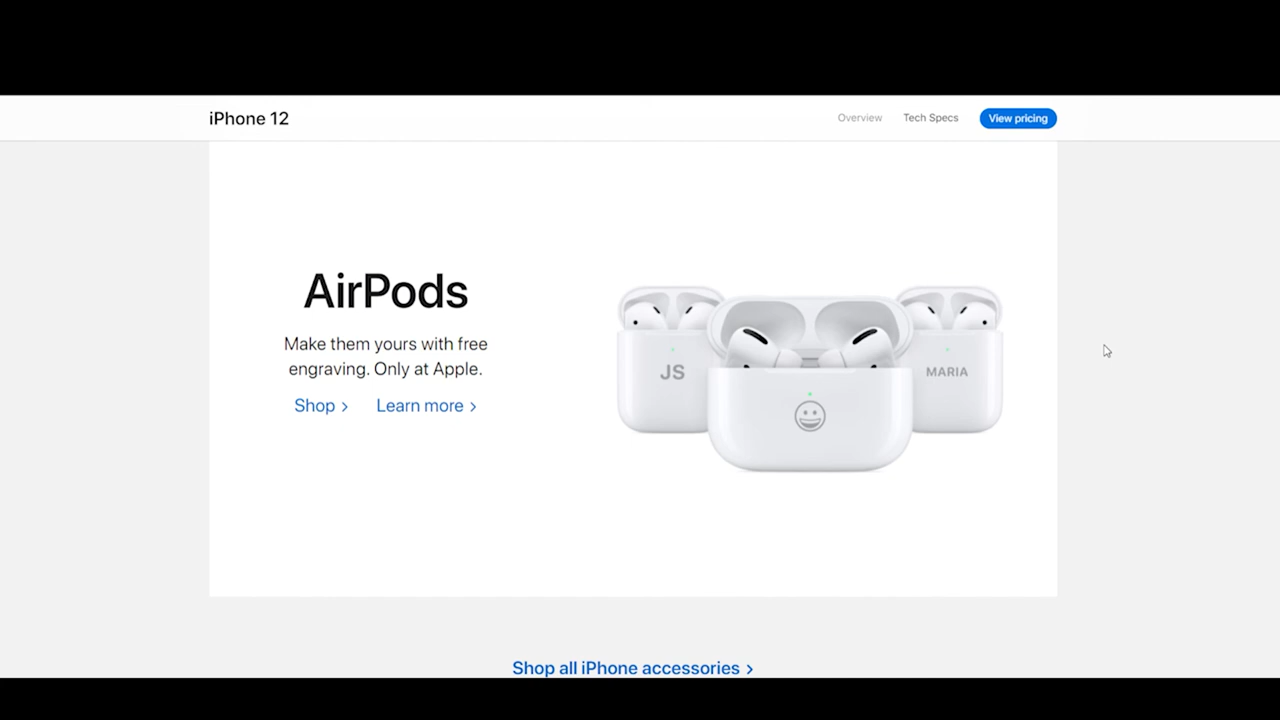 iPhone 12
Overview
Tech Specs
View pricing
AirPods
Make them yours with free
engraving. Only at Apple.
Shop >
Learn more >
JS
MARIA
Shop all iPhone accessories >